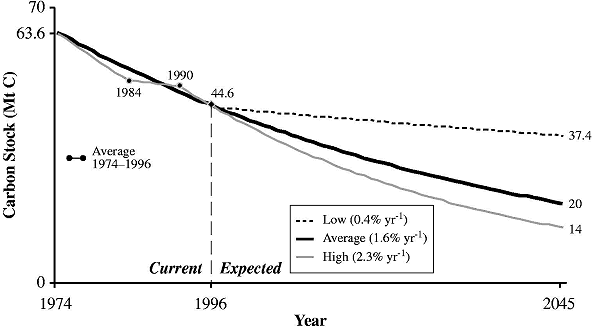 70
63.6
Carbon Stock (Mt C)
1990
1984
44.6
Average
1974–1996
37.4
20
14
Low (0.4% yr⁻¹)
Average (1.6% yr⁻¹)
High (2.3% yr⁻¹)
Current Expected
0
1974 1996 2045
Year